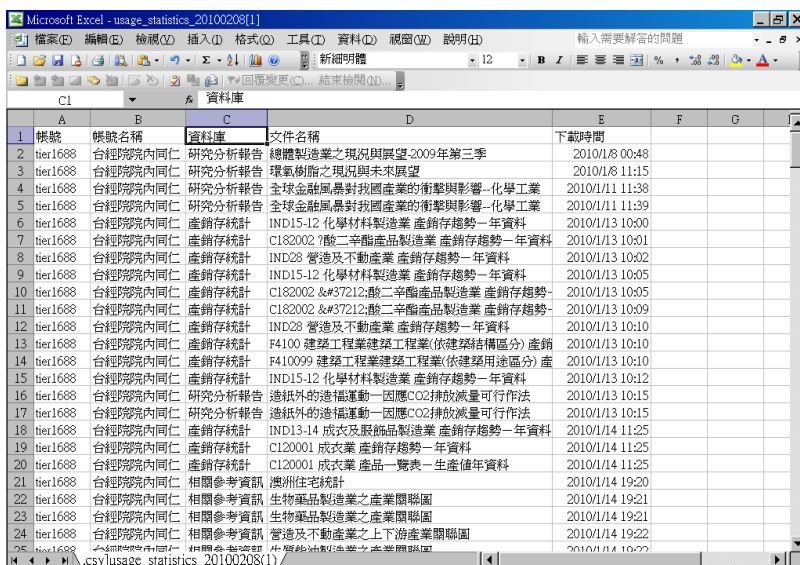 Microsoft Excel - usage_statistics_20100208[1]
檔案(F) 編輯(E) 檢視(V) 插入(I) 格式(O) 工具(T) 資料(D) 視窗(W) 說明(H) 輸入需要解答的問題
新細明體 12 B I
回覆變更(C)... 結束檢閱(N)...
C1 fx 資料庫
A B C D E F G
1 帳號 帳號名稱 資料庫 文件名稱 下載時間
2 tier1688 台經院院內同仁 研究分析報告 總體製造業之現況與展望-2009年第三季 2010/1/8 00:48
3 tier1688 台經院院內同仁 研究分析報告 環氧樹脂之現況與未來展望 2010/1/8 11:15
4 tier1688 台經院院內同仁 研究分析報告 全球金融風暴對我國產業的衝擊與影響--化學工業 2010/1/11 11:38
5 tier1688 台經院院內同仁 研究分析報告 全球金融風暴對我國產業的衝擊與影響--化學工業 2010/1/11 11:39
6 tier1688 台經院院內同仁 產銷存統計 IND15-12 化學材料製造業 產銷存趨勢－年資料 2010/1/13 10:00
7 tier1688 台經院院內同仁 產銷存統計 C182002 ?酸二辛酯產品製造業 產銷存趨勢－年資料 2010/1/13 10:01
8 tier1688 台經院院內同仁 產銷存統計 IND28 營造及不動產業 產銷存趨勢－年資料 2010/1/13 10:02
9 tier1688 台經院院內同仁 產銷存統計 IND15-12 化學材料製造業 產銷存趨勢－年資料 2010/1/13 10:05
10 tier1688 台經院院內同仁 產銷存統計 C182002 &#37212;酸二辛酯產品製造業 產銷存趨勢- 2010/1/13 10:05
11 tier1688 台經院院內同仁 產銷存統計 C182002 &#37212;酸二辛酯產品製造業 產銷存趨勢- 2010/1/13 10:09
12 tier1688 台經院院內同仁 產銷存統計 IND28 營造及不動產業 產銷存趨勢－年資料 2010/1/13 10:10
13 tier1688 台經院院內同仁 產銷存統計 F4100 建築工程業建築工程業(依建築結構區分) 產銷 2010/1/13 10:10
14 tier1688 台經院院內同仁 產銷存統計 F410099 建築工程業建築工程業(依建築用途區分) 產 2010/1/13 10:10
15 tier1688 台經院院內同仁 產銷存統計 IND15-12 化學材料製造業 產銷存趨勢－年資料 2010/1/13 10:12
16 tier1688 台經院院內同仁 研究分析報告 造紙外的造福運動—因應CO2排放減量可行作法 2010/1/13 10:15
17 tier1688 台經院院內同仁 研究分析報告 造紙外的造福運動—因應CO2排放減量可行作法 2010/1/13 10:15
18 tier1688 台經院院內同仁 產銷存統計 IND13-14 成衣及服飾品製造業 產銷存趨勢－年資料 2010/1/14 11:25
19 tier1688 台經院院內同仁 產銷存統計 C120001 成衣業 產銷存趨勢－年資料 2010/1/14 11:25
20 tier1688 台經院院內同仁 產銷存統計 C120001 成衣業 產品一覽表－生產值年資料 2010/1/14 11:25
21 tier1688 台經院院內同仁 相關參考資訊 澳洲住宅統計 2010/1/14 19:20
22 tier1688 台經院院內同仁 相關參考資訊 生物藥品製造業之產業關聯圖 2010/1/14 19:21
23 tier1688 台經院院內同仁 相關參考資訊 生物藥品製造業之產業關聯圖 2010/1/14 19:21
24 tier1688 台經院院內同仁 相關參考資訊 營造及不動產業之上下游產業關聯圖 2010/1/14 19:22
25 tier1688 台經院院內同仁 相關參考資訊 生質柴油製造業之產業關聯圖 2010/1/14 19:22
.csv]usage_statistics_20100208(1)